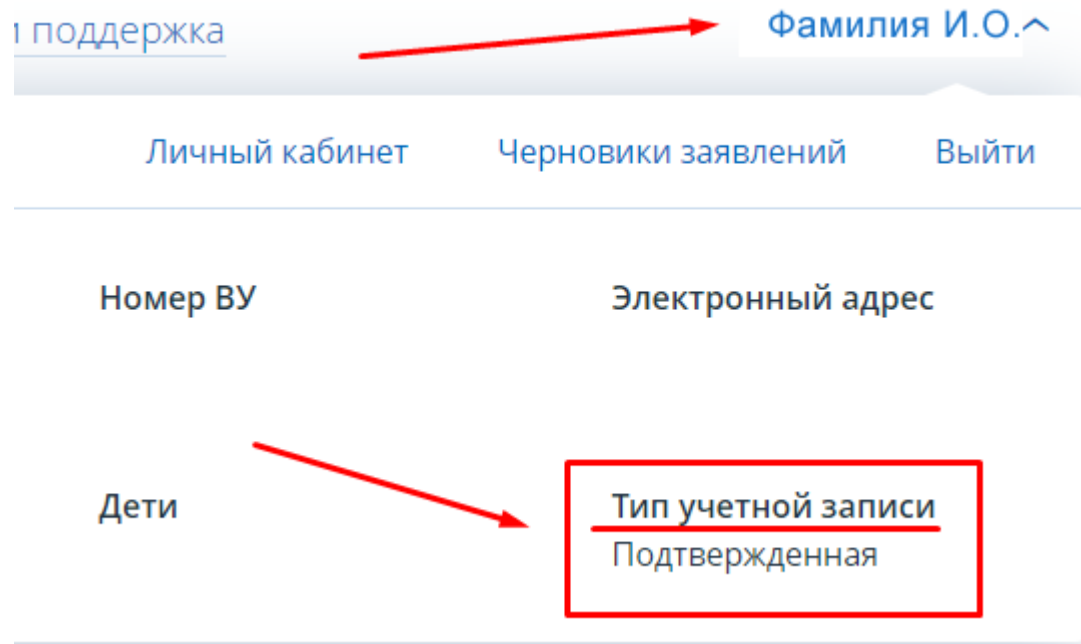 и поддержка
Фамилия И.О.
Личный кабинет Черновики заявлений Выйти
Номер ВУ Электронный адрес
Дети Тип учетной записи
Подтвержденная